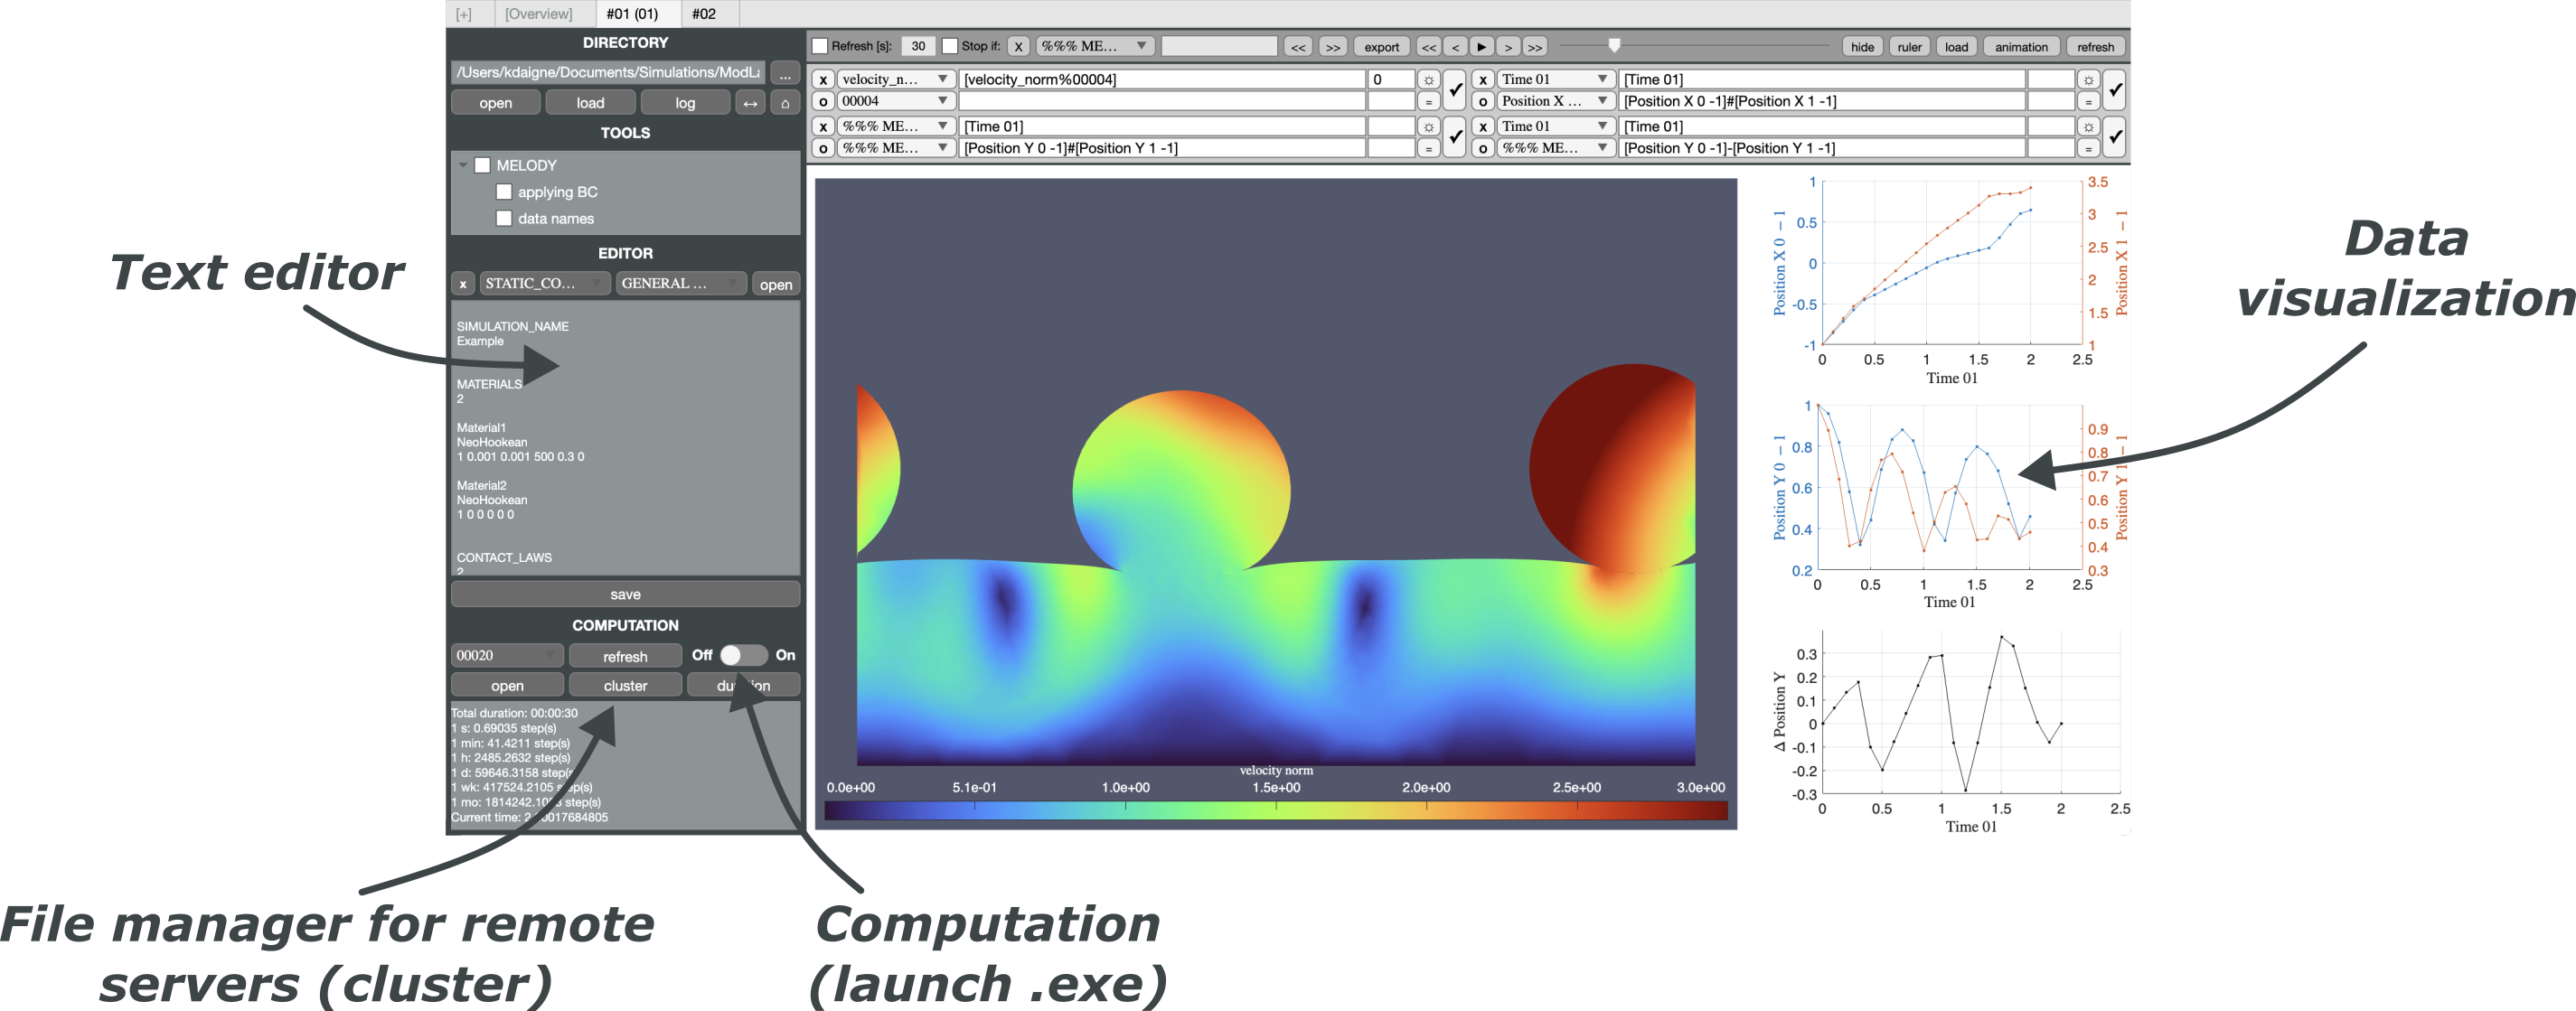 [+] [Overview] #01 (01) #02
DIRECTORY
/Users/kdaigne/Documents/Simulations/ModLa ...
open load log ↔ ⌂
TOOLS
MELODY
applying BC
data names
EDITOR
x STATIC_CO... GENERAL ... open
SIMULATION_NAME
Example
MATERIALS
2
Material1
NeoHookean
1 0.001 0.001 500 0.3 0
Material2
NeoHookean
1 0 0 0 0 0
CONTACT_LAWS
2
save
COMPUTATION
00020 refresh Off On
open cluster duration
Total duration: 00:00:30
1 s: 0.69035 step(s)
1 min: 41.4211 step(s)
1 h: 2485.2632 step(s)
1 d: 59646.3158 step(s)
1 wk: 417524.2105 step(s)
1 mo: step(s)
Current time:
Refresh [s]: 30 Stop if: X %%% ME... << >> export << < ▶ > >> hide ruler load animation refresh
x velocity_n... [velocity_norm%00004] 0 ✓ x Time 01 [Time 01] ✓
o 00004 = o Position X ... [Position X 0 -1]#[Position X 1 -1] =
x %%% ME... [Time 01] ✓ x Time 01 [Time 01] ✓
o %%% ME... [Position Y 0 -1]#[Position Y 1 -1] = o %%% ME... [Position Y 0 -1]-[Position Y 1 -1] =
velocity norm
0.0e+00 5.1e-01 1.0e+00 1.5e+00 2.0e+00 2.5e+00 3.0e+00
Position X 0 − 1
1
0.5
0
-0.5
-1
3.5
3
2.5
2
1.5
1
Position X 1 − 1
0 0.5 1 1.5 2 2.5
Time 01
Position Y 0 − 1
1
0.8
0.6
0.4
0.2
0.9
0.8
0.7
0.6
0.5
0.4
0.3
Position Y 1 − 1
0 0.5 1 1.5 2 2.5
Time 01
Δ Position Y
0.3
0.2
0.1
0
-0.1
-0.2
-0.3
0 0.5 1 1.5 2 2.5
Time 01
Text editor
Data
visualization
File manager for remote
servers (cluster)
Computation
(launch .exe)